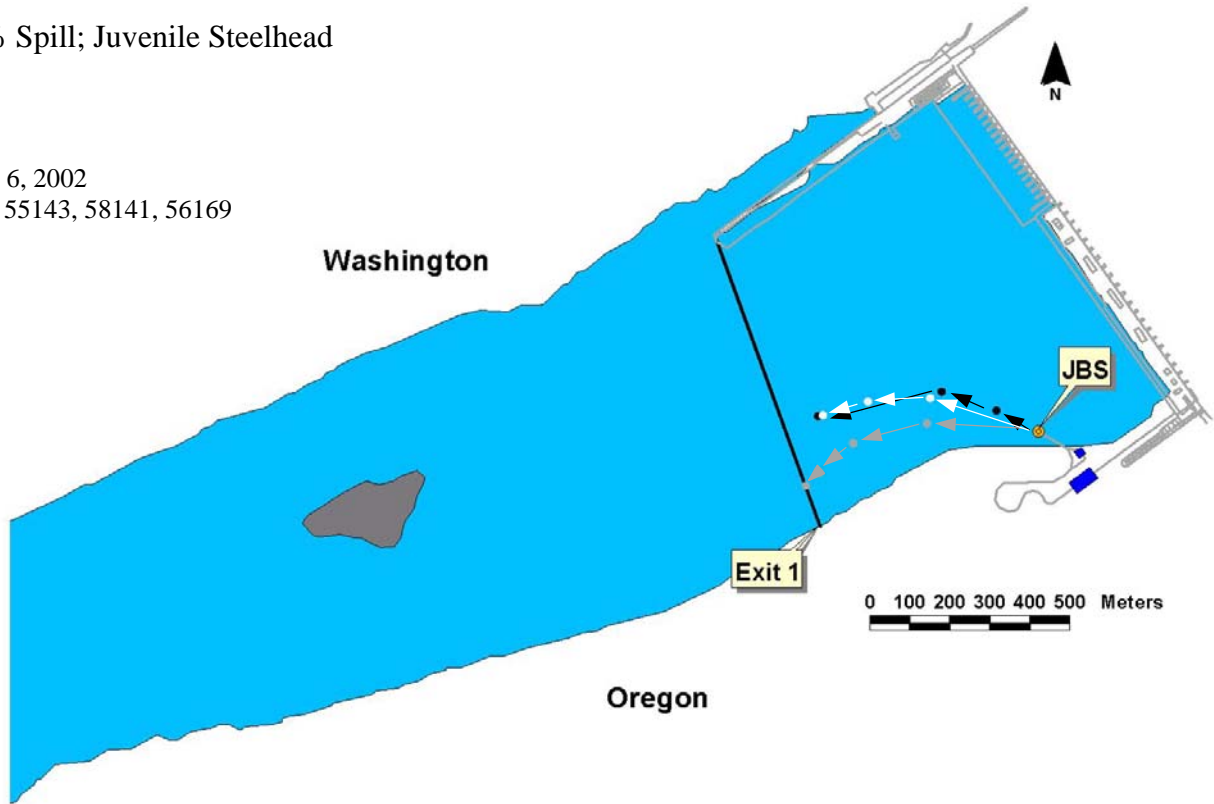 % Spill; Juvenile Steelhead
6, 2002
55143, 58141, 56169
N
Washington
JBS
Exit 1
0 100 200 300 400 500 Meters
Oregon